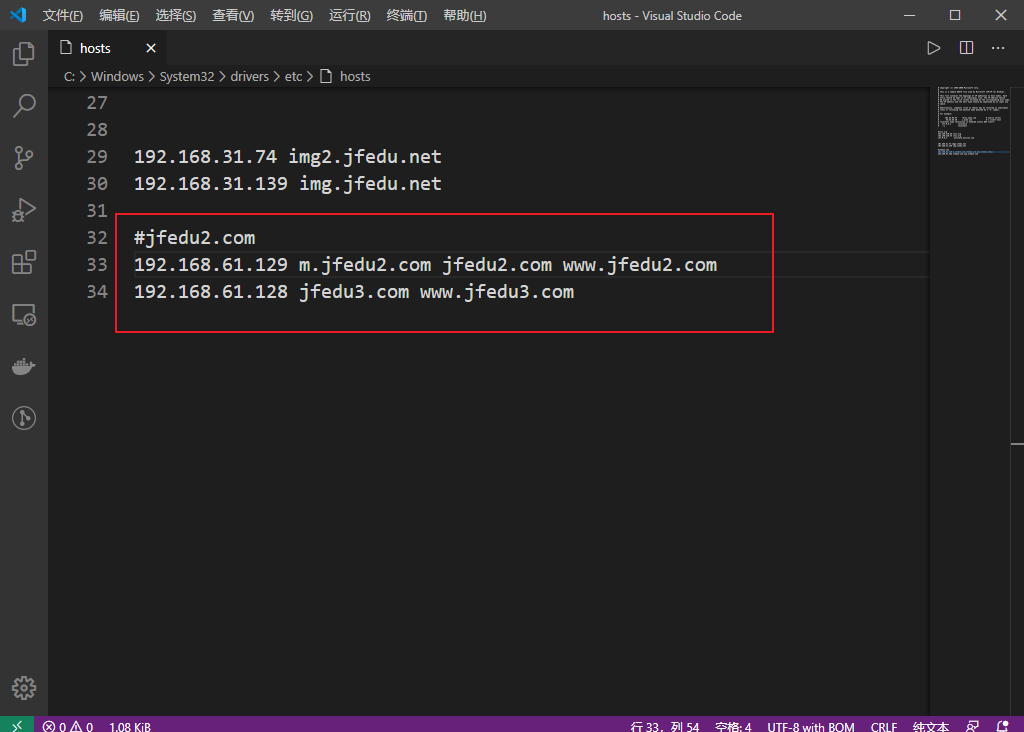 文件(F) 编辑(E) 选择(S) 查看(V) 转到(G) 运行(R) 终端(T) 帮助(H) hosts - Visual Studio Code
hosts
C: Windows System32 drivers etc hosts
27
28
29 192.168.31.74 img2.jfedu.net
30 192.168.31.139 img.jfedu.net
31
32 #jfedu2.com
33 192.168.61.129 m.jfedu2.com jfedu2.com www.jfedu2.com
34 192.168.61.128 jfedu3.com www.jfedu3.com
0 0 1.08 KiB 行 33，列 54 空格: 4 UTF-8 with BOM CRLF 纯文本